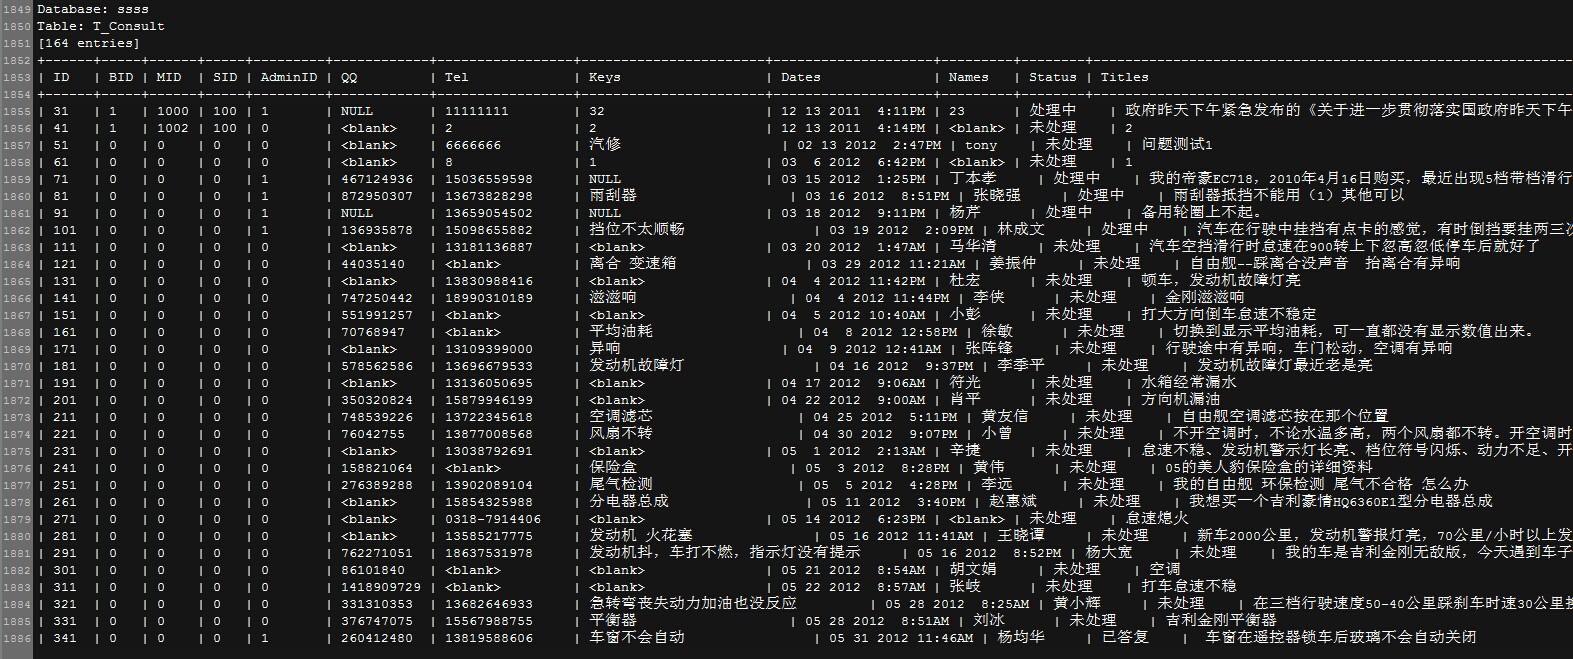 1849 Database: ssss
1850 Table: T_Consult
1851 [164 entries]
1852 +------+-----+------+-----+---------+------------+----------------+-----------------------+--------------------+---------+--------+------
1853 | ID | BID | MID | SID | AdminID | QQ | Tel | Keys | Dates | Names | Status | Titles
1854 +------+-----+------+-----+---------+------------+----------------+-----------------------+--------------------+---------+--------+------
1855 | 31 | 1 | 1000 | 100 | 1 | NULL | 11111111 | 32 | 12 13 2011 4:11PM | 23 | 处理中 | 政府昨天下午紧急发布的《关于进一步贯彻落实国政府昨天下午
1856 | 41 | 1 | 1002 | 100 | 0 | <blank> | 2 | 2 | 12 13 2011 4:14PM | <blank> | 未处理 | 2
1857 | 51 | 0 | 0 | 0 | 0 | <blank> | 6666666 | 汽修 | 02 13 2012 2:47PM | tony | 未处理 | 问题测试1
1858 | 61 | 0 | 0 | 0 | 0 | <blank> | 8 | 1 | 03 6 2012 6:42PM | <blank> | 未处理 | 1
1859 | 71 | 0 | 0 | 0 | 1 | 467124936 | 15036559598 | NULL | 03 15 2012 1:25PM | 丁本孝 | 处理中 | 我的帝豪EC718，2010年4月16日购买，最近出现5档带档滑行
1860 | 81 | 0 | 0 | 0 | 1 | 872950307 | 13673828298 | 雨刮器 | 03 16 2012 8:51PM | 张晓强 | 处理中 | 雨刮器抵挡不能用（1）其他可以
1861 | 91 | 0 | 0 | 0 | 1 | NULL | 13659054502 | NULL | 03 18 2012 9:11PM | 杨芹 | 处理中 | 备用轮圈上不起。
1862 | 101 | 0 | 0 | 0 | 1 | 136935878 | 15098655882 | 挡位不太顺畅 | 03 19 2012 2:09PM | 林成文 | 处理中 | 汽车在行驶中挂挡有点卡的感觉，有时倒挡要挂两三次
1863 | 111 | 0 | 0 | 0 | 0 | <blank> | 13181136887 | <blank> | 03 20 2012 1:47AM | 马华清 | 未处理 | 汽车空挡滑行时怠速在900转上下忽高忽低停车后就好了
1864 | 121 | 0 | 0 | 0 | 0 | 44035140 | <blank> | 离合 变速箱 | 03 29 2012 11:21AM | 姜振仲 | 未处理 | 自由舰--踩离合没声音 抬离合有异响
1865 | 131 | 0 | 0 | 0 | 0 | <blank> | 13830988416 | <blank> | 04 4 2012 11:42PM | 杜宏 | 未处理 | 顿车，发动机故障灯亮
1866 | 141 | 0 | 0 | 0 | 0 | 747250442 | 18990310189 | 滋滋响 | 04 4 2012 11:44PM | 李侠 | 未处理 | 金刚滋滋响
1867 | 151 | 0 | 0 | 0 | 0 | 551991257 | <blank> | <blank> | 04 5 2012 10:40AM | 小彭 | 未处理 | 打大方向倒车怠速不稳定
1868 | 161 | 0 | 0 | 0 | 0 | 70768947 | <blank> | 平均油耗 | 04 8 2012 12:58PM | 徐敏 | 未处理 | 切换到显示平均油耗，可一直都没有显示数值出来。
1869 | 171 | 0 | 0 | 0 | 0 | <blank> | 13109399000 | 异响 | 04 9 2012 12:41AM | 张阵锋 | 未处理 | 行驶途中有异响，车门松动，空调有异响
1870 | 181 | 0 | 0 | 0 | 0 | 578562586 | 13696679533 | 发动机故障灯 | 04 16 2012 9:37PM | 李季平 | 未处理 | 发动机故障灯最近老是亮
1871 | 191 | 0 | 0 | 0 | 0 | <blank> | 13136050695 | <blank> | 04 17 2012 9:06AM | 符光 | 未处理 | 水箱经常漏水
1872 | 201 | 0 | 0 | 0 | 0 | 350320824 | 15879946199 | <blank> | 04 22 2012 9:00AM | 肖平 | 未处理 | 方向机漏油
1873 | 211 | 0 | 0 | 0 | 0 | 748539226 | 13722345618 | 空调滤芯 | 04 25 2012 5:11PM | 黄友信 | 未处理 | 自由舰空调滤芯按在那个位置
1874 | 221 | 0 | 0 | 0 | 0 | 76042755 | 13877008568 | 风扇不转 | 04 30 2012 9:07PM | 小曾 | 未处理 | 不开空调时，不论水温多高，两个风扇都不转。开空调时
1875 | 231 | 0 | 0 | 0 | 0 | <blank> | 13038792691 | <blank> | 05 1 2012 2:13AM | 辛捷 | 未处理 | 怠速不稳、发动机警示灯长亮、档位符号闪烁、动力不足、开
1876 | 241 | 0 | 0 | 0 | 0 | 158821064 | <blank> | 保险盒 | 05 3 2012 8:28PM | 黄伟 | 未处理 | 05的美人豹保险盒的详细资料
1877 | 251 | 0 | 0 | 0 | 0 | 276389288 | 13902089104 | 尾气检测 | 05 5 2012 4:28PM | 李远 | 未处理 | 我的自由舰 环保检测 尾气不合格 怎么办
1878 | 261 | 0 | 0 | 0 | 0 | <blank> | 15854325988 | 分电器总成 | 05 11 2012 3:40PM | 赵惠斌 | 未处理 | 我想买一个吉利豪情HQ6360E1型分电器总成
1879 | 271 | 0 | 0 | 0 | 0 | <blank> | 0318-7914406 | <blank> | 05 14 2012 6:23PM | <blank> | 未处理 | 怠速熄火
1880 | 281 | 0 | 0 | 0 | 0 | <blank> | 13585217775 | 发动机 火花塞 | 05 16 2012 11:41AM | 王晓谭 | 未处理 | 新车2000公里，发动机警报灯亮，70公里/小时以上发
1881 | 291 | 0 | 0 | 0 | 0 | 762271051 | 18637531978 | 发动机抖，车打不燃，指示灯没有提示 | 05 16 2012 8:52PM | 杨大宽 | 未处理 | 我的车是吉利金刚无敌版，今天遇到车子
1882 | 301 | 0 | 0 | 0 | 0 | 86101840 | <blank> | <blank> | 05 21 2012 8:54AM | 胡文娟 | 未处理 | 空调
1883 | 311 | 0 | 0 | 0 | 0 | 1418909729 | <blank> | <blank> | 05 22 2012 8:57AM | 张岐 | 未处理 | 打车怠速不稳
1884 | 321 | 0 | 0 | 0 | 0 | 331310353 | 13682646933 | 急转弯丧失动力加油也没反应 | 05 28 2012 8:25AM | 黄小辉 | 未处理 | 在三档行驶速度50-40公里踩刹车时速30公里按
1885 | 331 | 0 | 0 | 0 | 0 | 376747075 | 15567988755 | 平衡器 | 05 28 2012 8:51AM | 刘冰 | 未处理 | 吉利金刚平衡器
1886 | 341 | 0 | 0 | 0 | 1 | 260412480 | 13819588606 | 车窗不会自动 | 05 31 2012 11:46AM | 杨均华 | 已答复 | 车窗在遥控器锁车后玻璃不会自动关闭